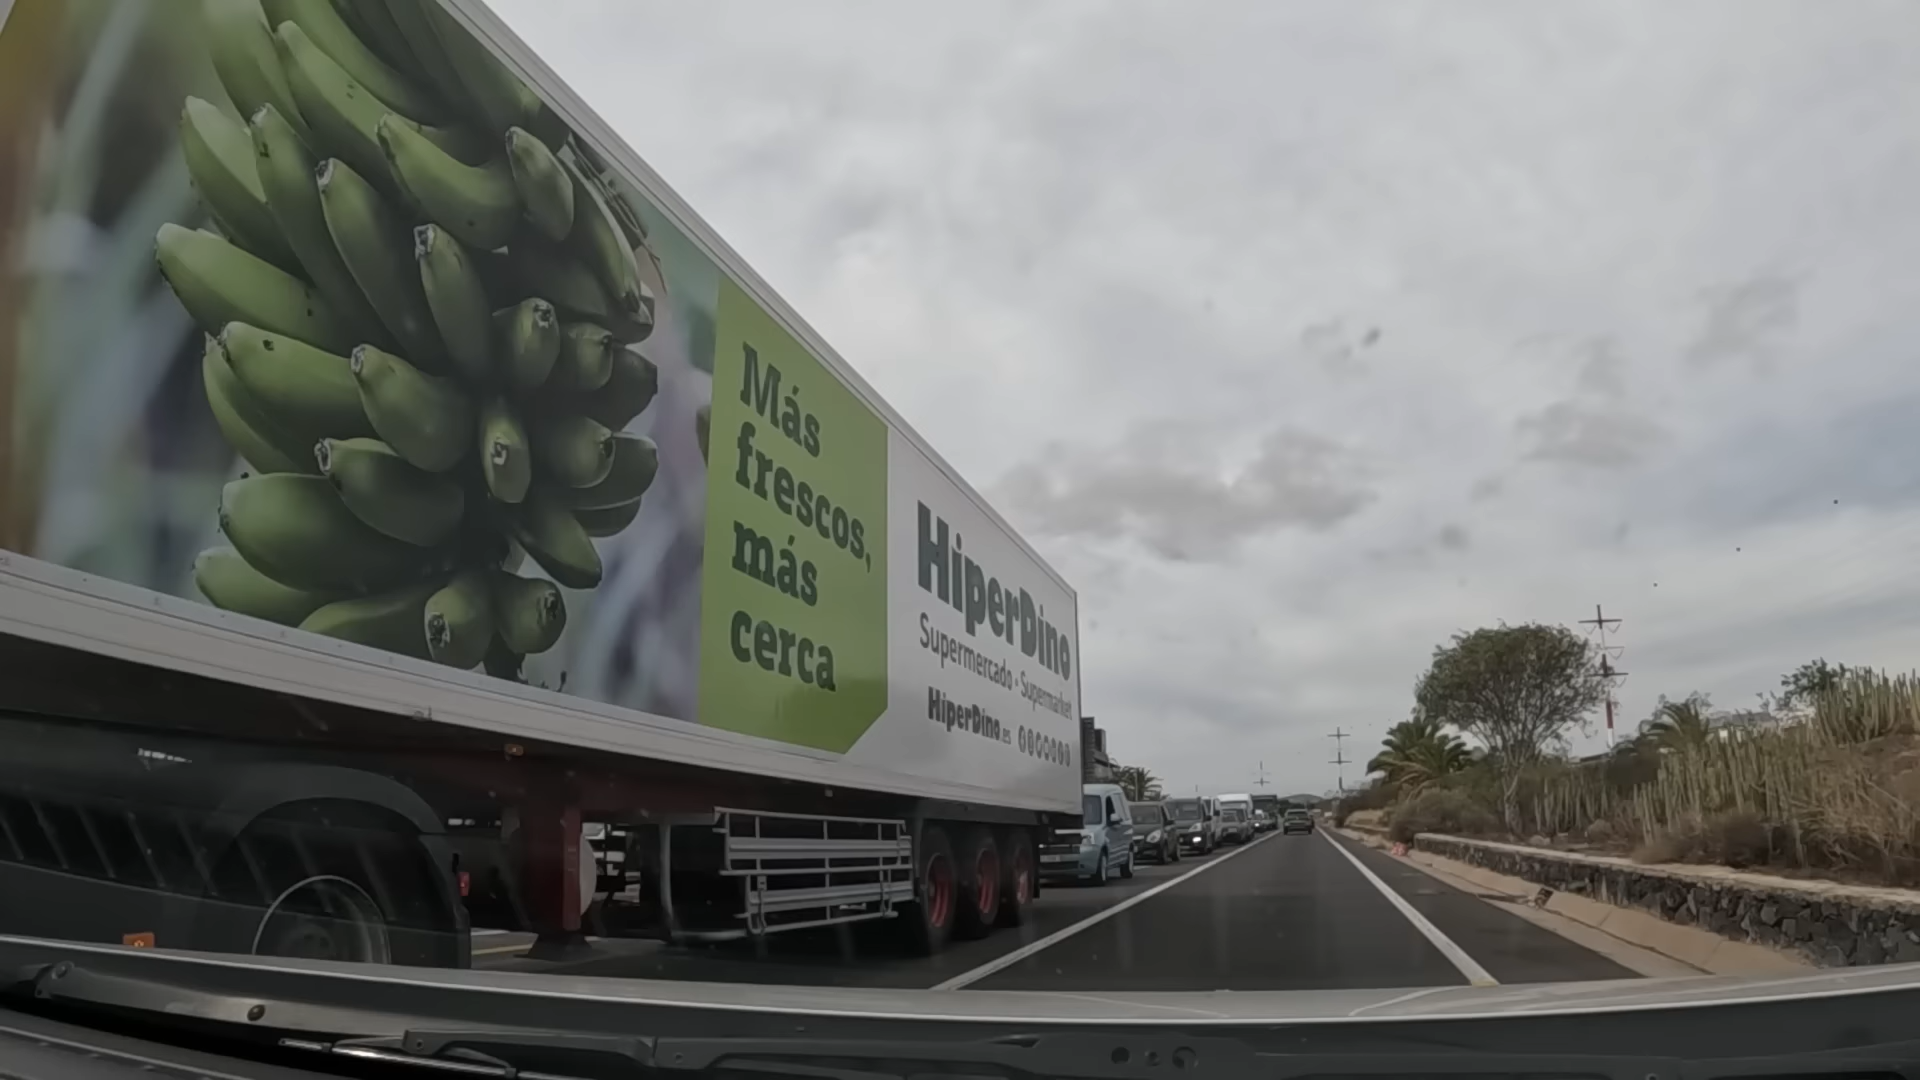 Más
frescos,
más
cerca
HiperDino
Supermercado · Supermarket
HiperDino.es